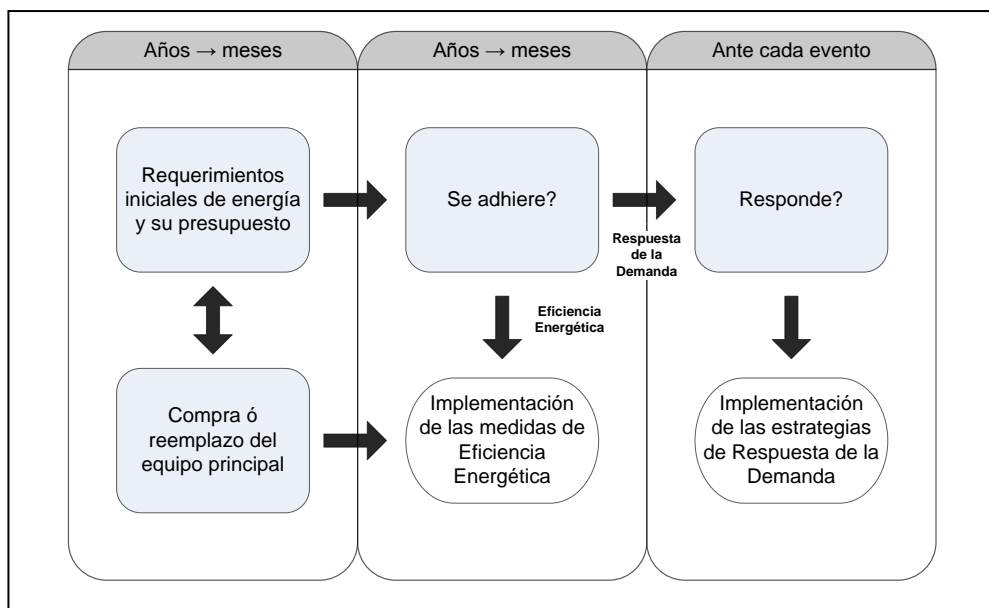 Años → meses
Años → meses
Ante cada evento
Requerimientos
iniciales de energía
y su presupuesto
Se adhiere?
Respuesta
de la
Demanda
Responde?
Eficiencia
Energética
Compra ó
reemplazo del
equipo principal
Implementación
de las medidas de
Eficiencia
Energética
Implementación
de las estrategias
de Respuesta de la
Demanda